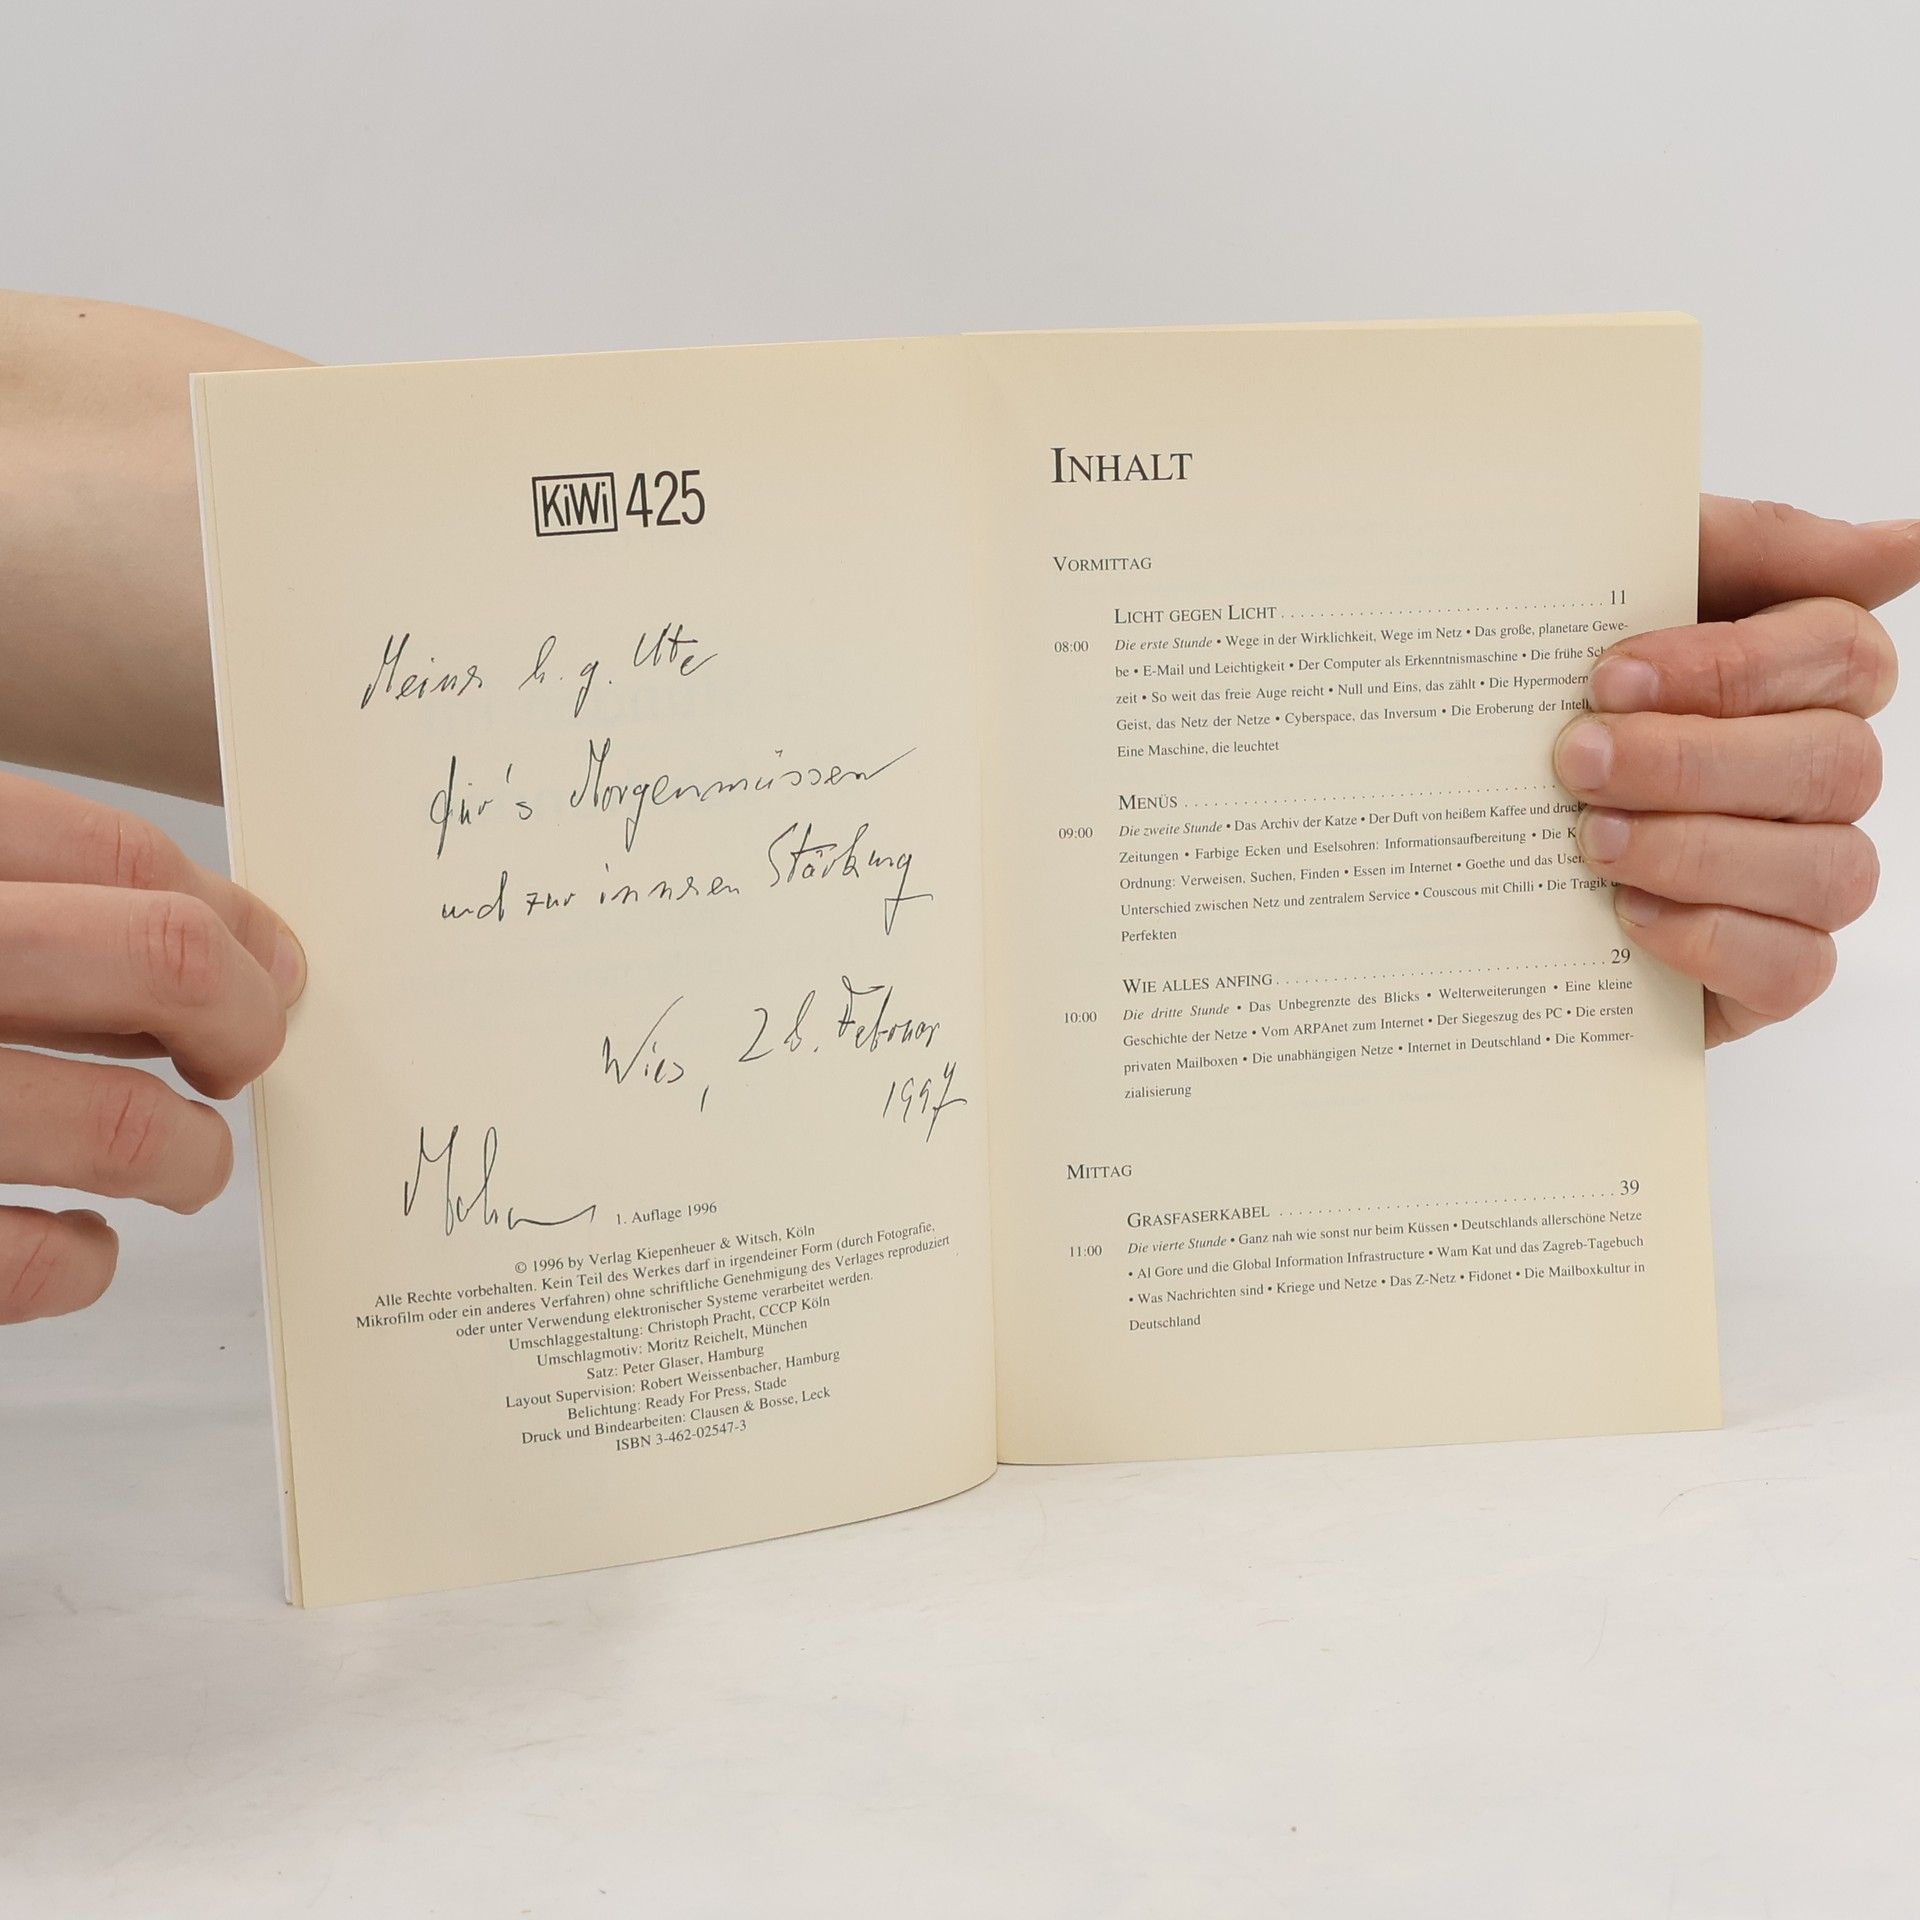 KiWi 425
Meiner h. g. Ute
für's Morgenmüssen
und zur inneren Stärkung
Wies, 28. Februar
1997
1. Auflage 1996
© 1996 by Verlag Kiepenheuer & Witsch, Köln
Alle Rechte vorbehalten. Kein Teil des Werkes darf in irgendeiner Form (durch Fotografie,
Mikrofilm oder ein anderes Verfahren) ohne schriftliche Genehmigung des Verlages reproduziert
oder unter Verwendung elektronischer Systeme verarbeitet werden.
Umschlaggestaltung: Christoph Pracht, CCCP Köln
Umschlagmotiv: Moritz Reichelt, München
Satz: Peter Glaser, Hamburg
Layout Supervision: Robert Weissenbacher, Hamburg
Belichtung: Ready For Press, Stade
Druck und Bindearbeiten: Clausen & Bosse, Leck
ISBN 3-462-02547-3
INHALT
VORMITTAG
LICHT GEGEN LICHT . . . . . . . . . . . . . . . . . . . . . . . . . . . . . . . . . 11
08:00 Die erste Stunde • Wege in der Wirklichkeit, Wege im Netz • Das große, planetare Gewe-
be • E-Mail und Leichtigkeit • Der Computer als Erkenntnismaschine • Die frühe
zeit • So weit das freie Auge reicht • Null und Eins, das zählt • Die Hypermodern
Geist, das Netz der Netze • Cyberspace, das Inversum • Die Eroberung der
Eine Maschine, die leuchtet
MENÜS . . . . . . . . . . . . . . . . . . . . . . . . . . . . . . . . . . . . . .
09:00 Die zweite Stunde • Das Archiv der Katze • Der Duft von heißem Kaffee und
Zeitungen • Farbige Ecken und Eselsohren: Informationsaufbereitung • Die
Ordnung: Verweisen, Suchen, Finden • Essen im Internet • Goethe und das
Unterschied zwischen Netz und zentralem Service • Couscous mit Chilli • Die Tragik
Perfekten
WIE ALLES ANFING . . . . . . . . . . . . . . . . . . . . . . . . . . . . . . . . . 29
10:00 Die dritte Stunde • Das Unbegrenzte des Blicks • Welterweiterungen • Eine kleine
Geschichte der Netze • Vom ARPAnet zum Internet • Der Siegeszug des PC • Die ersten
privaten Mailboxen • Die unabhängigen Netze • Internet in Deutschland • Die Kommer-
zialisierung
MITTAG
GRASFASERKABEL . . . . . . . . . . . . . . . . . . . . . . . . . . . . . . . . . . 39
11:00 Die vierte Stunde • Ganz nah wie sonst nur beim Küssen • Deutschlands allerschöne Netze
• Al Gore und die Global Information Infrastructure • Wam Kat und das Zagreb-Tagebuch
• Was Nachrichten sind • Kriege und Netze • Das Z-Netz • Fidonet • Die Mailboxkultur in
Deutschland